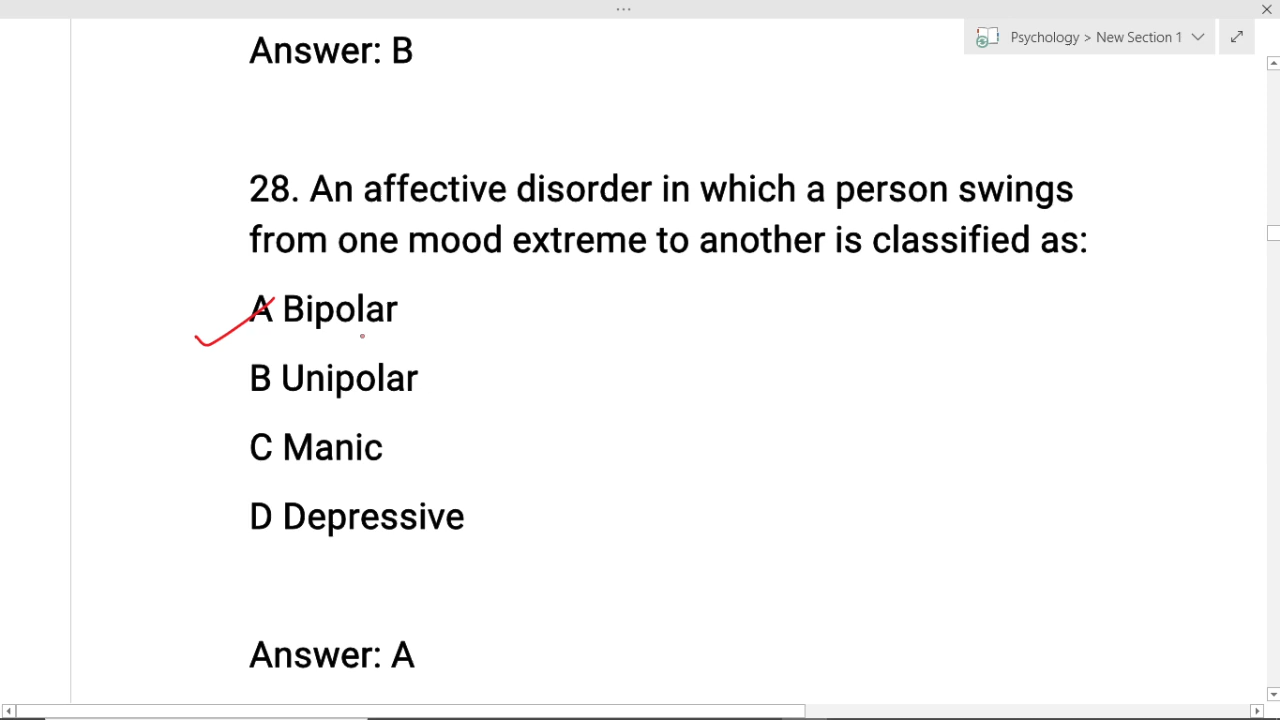 Psychology > New Section 1
Answer: B
28. An affective disorder in which a person swings
from one mood extreme to another is classified as:
A Bipolar
B Unipolar
C Manic
D Depressive
Answer: A